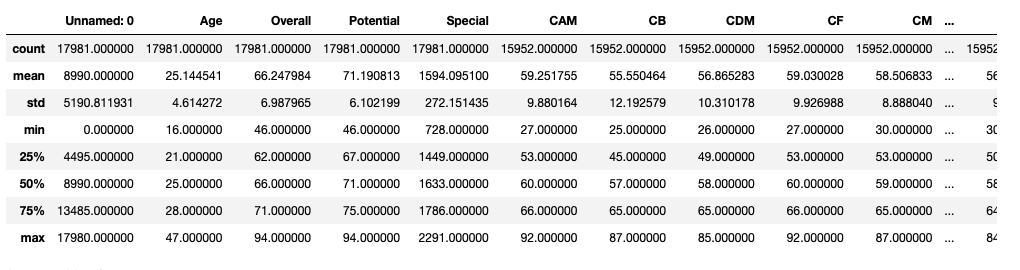 Unnamed: 0 Age Overall Potential Special CAM CB CDM CF CM ...
count 17981.000000 17981.000000 17981.000000 17981.000000 17981.000000 15952.000000 15952.000000 15952.000000 15952.000000 15952.000000 ... 15952
mean 8990.000000 25.144541 66.247984 71.190813 1594.095100 59.251755 55.550464 56.865283 59.030028 58.506833 ... 56
std 5190.811931 4.614272 6.987965 6.102199 272.151435 9.880164 12.192579 10.310178 9.926988 8.888040 ... 9
min 0.000000 16.000000 46.000000 46.000000 728.000000 27.000000 25.000000 26.000000 27.000000 30.000000 ... 30
25% 4495.000000 21.000000 62.000000 67.000000 1449.000000 53.000000 45.000000 49.000000 53.000000 53.000000 ... 50
50% 8990.000000 25.000000 66.000000 71.000000 1633.000000 60.000000 57.000000 58.000000 60.000000 59.000000 ... 58
75% 13485.000000 28.000000 71.000000 75.000000 1786.000000 66.000000 65.000000 65.000000 66.000000 65.000000 ... 64
max 17980.000000 47.000000 94.000000 94.000000 2291.000000 92.000000 87.000000 85.000000 92.000000 87.000000 ... 84